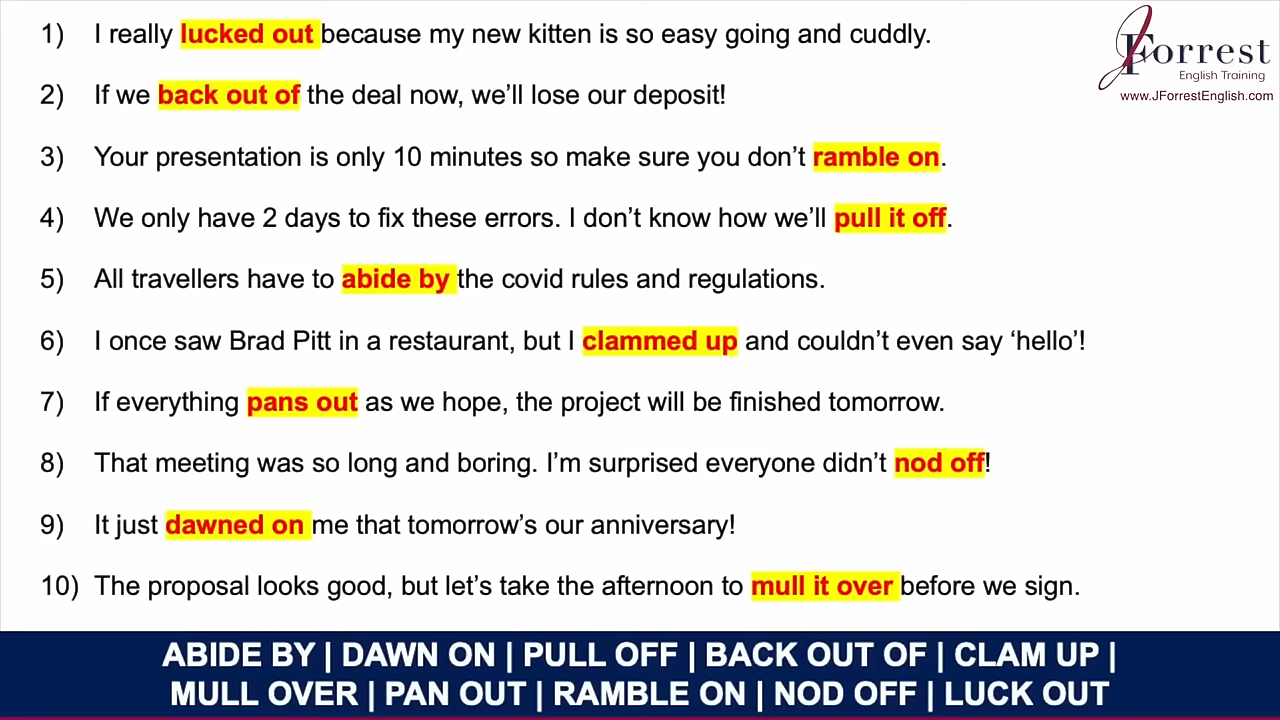 1) I really lucked out because my new kitten is so easy going and cuddly.
JForrest
English Training
www.JForrestEnglish.com
2) If we back out of the deal now, we’ll lose our deposit!
3) Your presentation is only 10 minutes so make sure you don’t ramble on.
4) We only have 2 days to fix these errors. I don’t know how we’ll pull it off.
5) All travellers have to abide by the covid rules and regulations.
6) I once saw Brad Pitt in a restaurant, but I clammed up and couldn’t even say ‘hello’!
7) If everything pans out as we hope, the project will be finished tomorrow.
8) That meeting was so long and boring. I’m surprised everyone didn’t nod off!
9) It just dawned on me that tomorrow’s our anniversary!
10) The proposal looks good, but let’s take the afternoon to mull it over before we sign.
ABIDE BY | DAWN ON | PULL OFF | BACK OUT OF | CLAM UP |
MULL OVER | PAN OUT | RAMBLE ON | NOD OFF | LUCK OUT